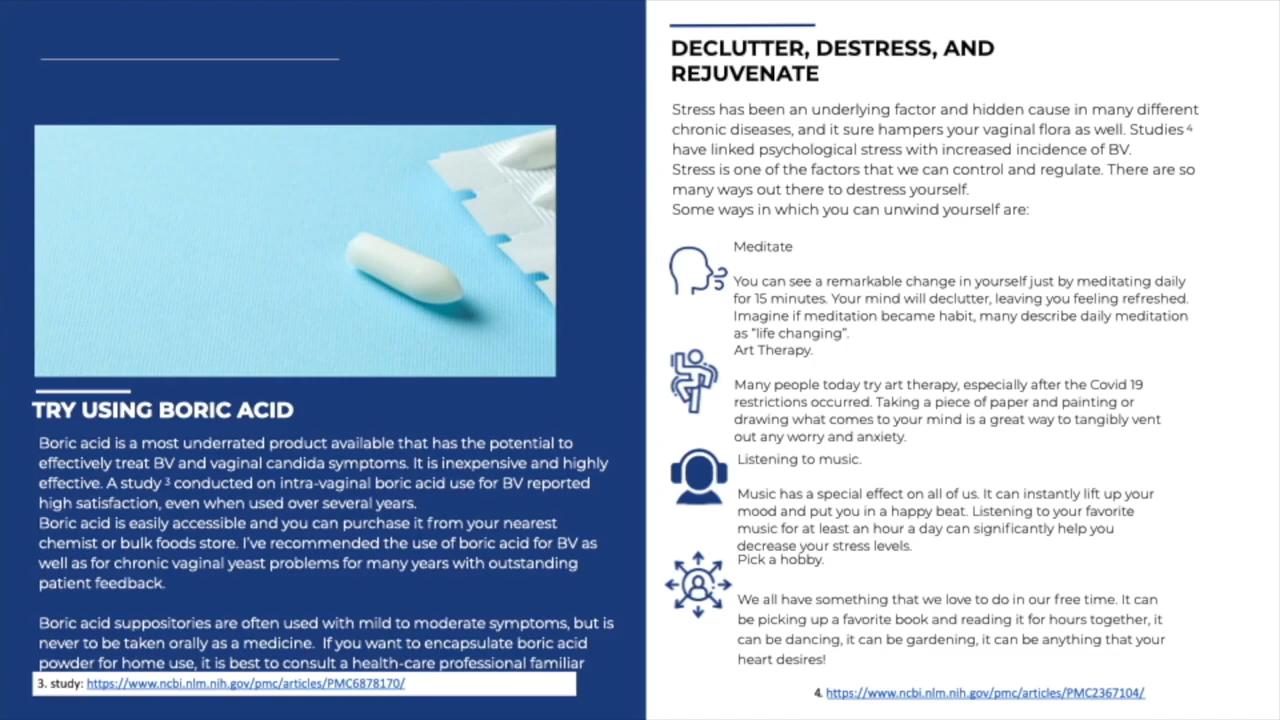 TRY USING BORIC ACID
Boric acid is a most underrated product available that has the potential to
effectively treat BV and vaginal candida symptoms. It is inexpensive and highly
effective. A study ³ conducted on intra-vaginal boric acid use for BV reported
high satisfaction, even when used over several years.
Boric acid is easily accessible and you can purchase it from your nearest
chemist or bulk foods store. I've recommended the use of boric acid for BV as
well as for chronic vaginal yeast problems for many years with outstanding
patient feedback.
Boric acid suppositories are often used with mild to moderate symptoms, but is
never to be taken orally as a medicine. If you want to encapsulate boric acid
powder for home use, it is best to consult a health-care professional familiar
3. study: https://www.ncbi.nlm.nih.gov/pmc/articles/PMC6878170/
DECLUTTER, DESTRESS, AND
REJUVENATE
Stress has been an underlying factor and hidden cause in many different
chronic diseases, and it sure hampers your vaginal flora as well. Studies ⁴
have linked psychological stress with increased incidence of BV.
Stress is one of the factors that we can control and regulate. There are so
many ways out there to destress yourself.
Some ways in which you can unwind yourself are:
Meditate
You can see a remarkable change in yourself just by meditating daily
for 15 minutes. Your mind will declutter, leaving you feeling refreshed.
Imagine if meditation became habit, many describe daily meditation
as "life changing".
Art Therapy.
Many people today try art therapy, especially after the Covid 19
restrictions occurred. Taking a piece of paper and painting or
drawing what comes to your mind is a great way to tangibly vent
out any worry and anxiety.
Listening to music.
Music has a special effect on all of us. It can instantly lift up your
mood and put you in a happy beat. Listening to your favorite
music for at least an hour a day can significantly help you
decrease your stress levels.
Pick a hobby.
We all have something that we love to do in our free time. It can
be picking up a favorite book and reading it for hours together, it
can be dancing, it can be gardening, it can be anything that your
heart desires!
4. https://www.ncbi.nlm.nih.gov/pmc/articles/PMC2367104/